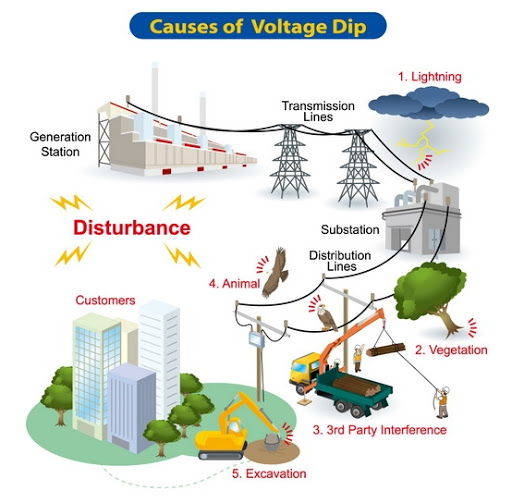 Causes of Voltage Dip
1. Lightning
Transmission
Lines
Generation
Station
Disturbance
Substation
Distribution
Lines
4. Animal
Customers
2. Vegetation
3. 3rd Party Interference
5. Excavation